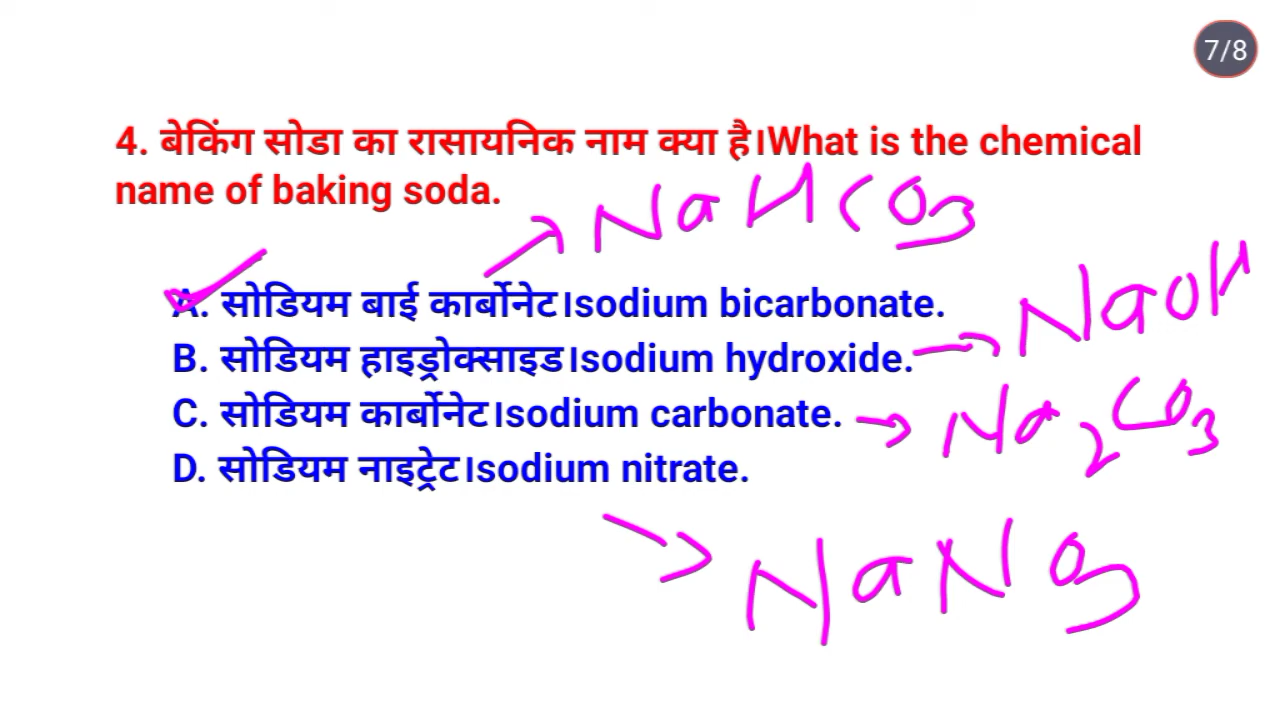 7/8
4. बेकिंग सोडा का रासायनिक नाम क्या है।What is the chemical
name of baking soda.
NaHCO3
A. सोडियम बाई कार्बोनेट।sodium bicarbonate.
B. सोडियम हाइड्रोक्साइड।sodium hydroxide.
NaOH
C. सोडियम कार्बोनेट।sodium carbonate.
Na2CO3
D. सोडियम नाइट्रेट।sodium nitrate.
NaNO3